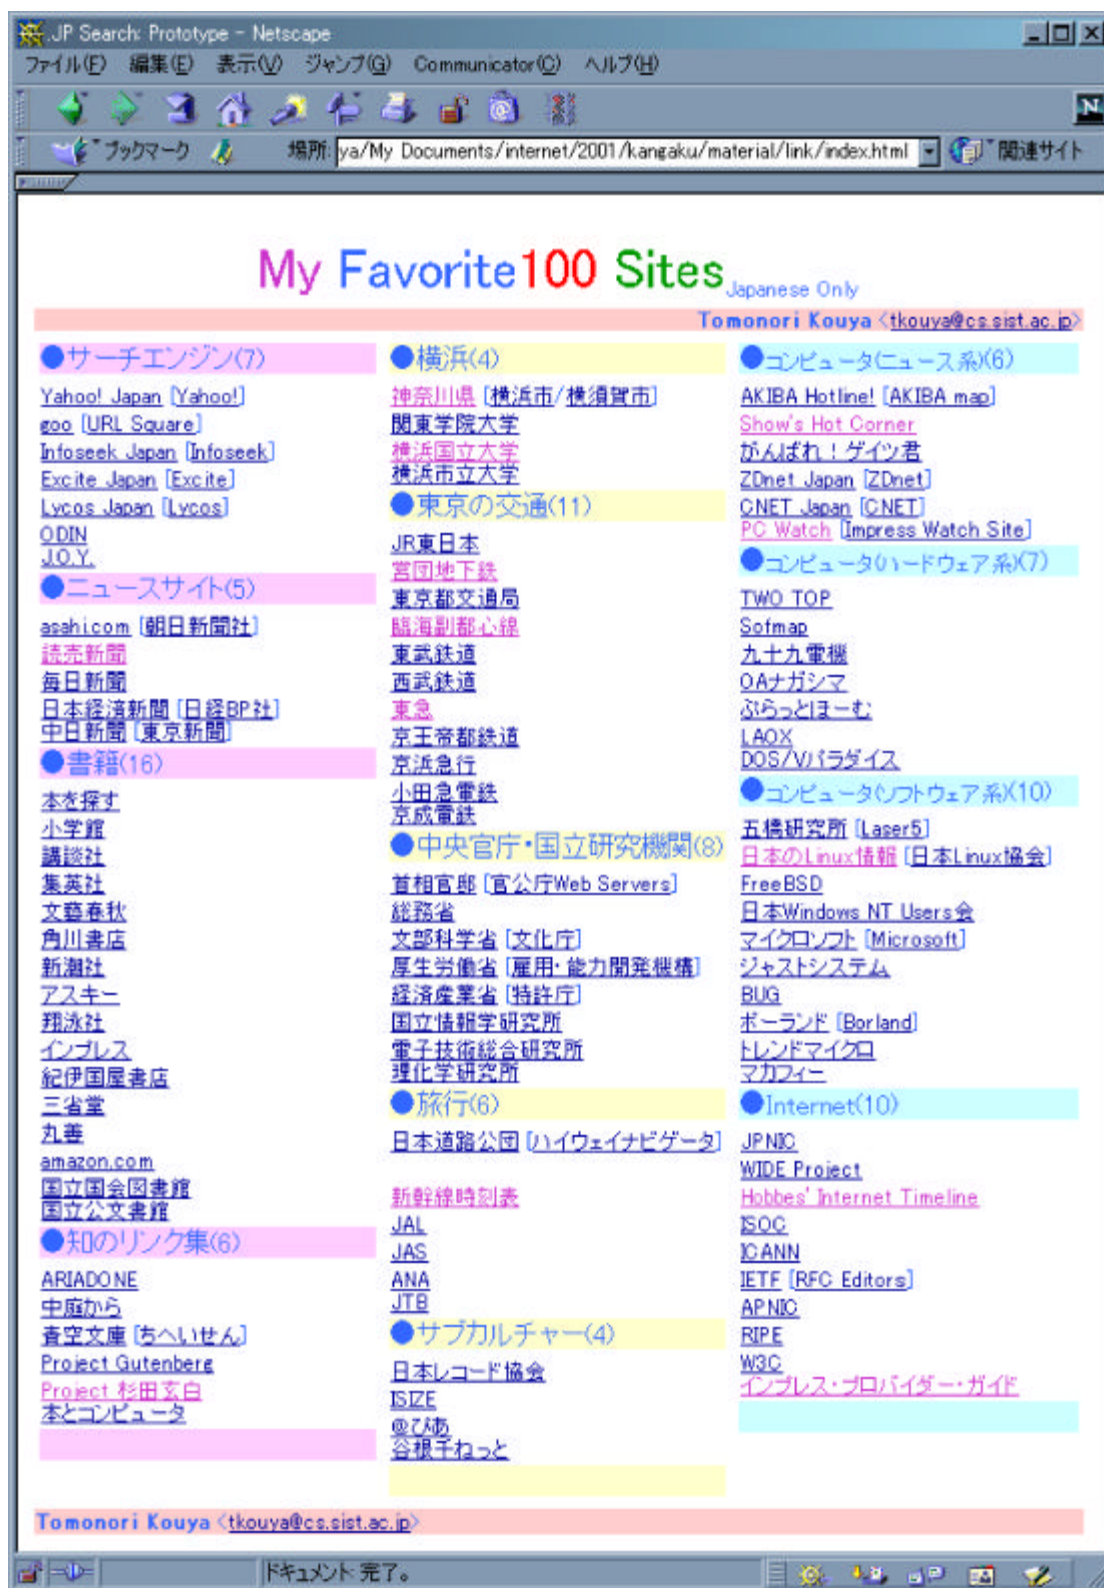 .JP Search: Prototype - Netscape
ファイル(F) 編集(E) 表示(V) ジャンプ(G) Communicator(C) ヘルプ(H)
N
ブックマーク 場所: ya/My Documents/internet/2001/kangaku/material/link/index.html 関連サイト
My Favorite100 Sites Japanese Only
Tomonori Kouya <tkouya@cs.sist.ac.jp>
●サーチエンジン(7)
Yahoo! Japan [Yahoo!]
goo [URL Square]
Infoseek Japan [Infoseek]
Excite Japan [Excite]
Lycos Japan [Lycos]
ODIN
J.O.Y.
●ニュースサイト(5)
asahi.com [朝日新聞社]
読売新聞
毎日新聞
日本経済新聞 [日経BP社]
中日新聞 [東京新聞]
●書籍(16)
本を探す
小学館
講談社
集英社
文藝春秋
角川書店
新潮社
アスキー
翔泳社
インプレス
紀伊国屋書店
三省堂
丸善
amazon.com
国立国会図書館
国立公文書館
●知のリンク集(6)
ARIADONE
中庭から
青空文庫 [ちへいせん]
Project Gutenberg
Project 杉田玄白
本とコンピュータ
●横浜(4)
神奈川県 [横浜市/横須賀市]
関東学院大学
横浜国立大学
横浜市立大学
●東京の交通(11)
JR東日本
営団地下鉄
東京都交通局
臨海副都心線
東武鉄道
西武鉄道
東急
京王帝都鉄道
京浜急行
小田急電鉄
京成電鉄
●中央官庁・国立研究機関(8)
首相官邸 [官公庁Web Servers]
総務省
文部科学省 [文化庁]
厚生労働省 [雇用・能力開発機構]
経済産業省 [特許庁]
国立情報学研究所
電子技術総合研究所
理化学研究所
●旅行(6)
日本道路公団 [ハイウェイナビゲータ]
新幹線時刻表
JAL
JAS
ANA
JTB
●サブカルチャー(4)
日本レコード協会
ISIZE
@ぴあ
谷根千ねっと
●コンピュータ(ニュース系)(6)
AKIBA Hotline! [AKIBA map]
Show's Hot Corner
がんばれ！ゲイツ君
ZDnet Japan [ZDnet]
CNET Japan [CNET]
PC Watch [Impress Watch Site]
●コンピュータ(ハードウェア系)(7)
TWO TOP
Sofmap
九十九電機
OAナガシマ
ぷらっとほーむ
LAOX
DOS/Vパラダイス
●コンピュータ(ソフトウェア系)(10)
五橋研究所 [Laser5]
日本のLinux情報 [日本Linux協会]
FreeBSD
日本Windows NT Users会
マイクロソフト [Microsoft]
ジャストシステム
BUG
ボーランド [Borland]
トレンドマイクロ
マカフィー
●Internet(10)
JPNIC
WIDE Project
Hobbes' Internet Timeline
ISOC
ICANN
IETF [RFC Editors]
APNIC
RIPE
W3C
インプレス・プロバイダー・ガイド
Tomonori Kouya <tkouya@cs.sist.ac.jp>
ドキュメント: 完了。